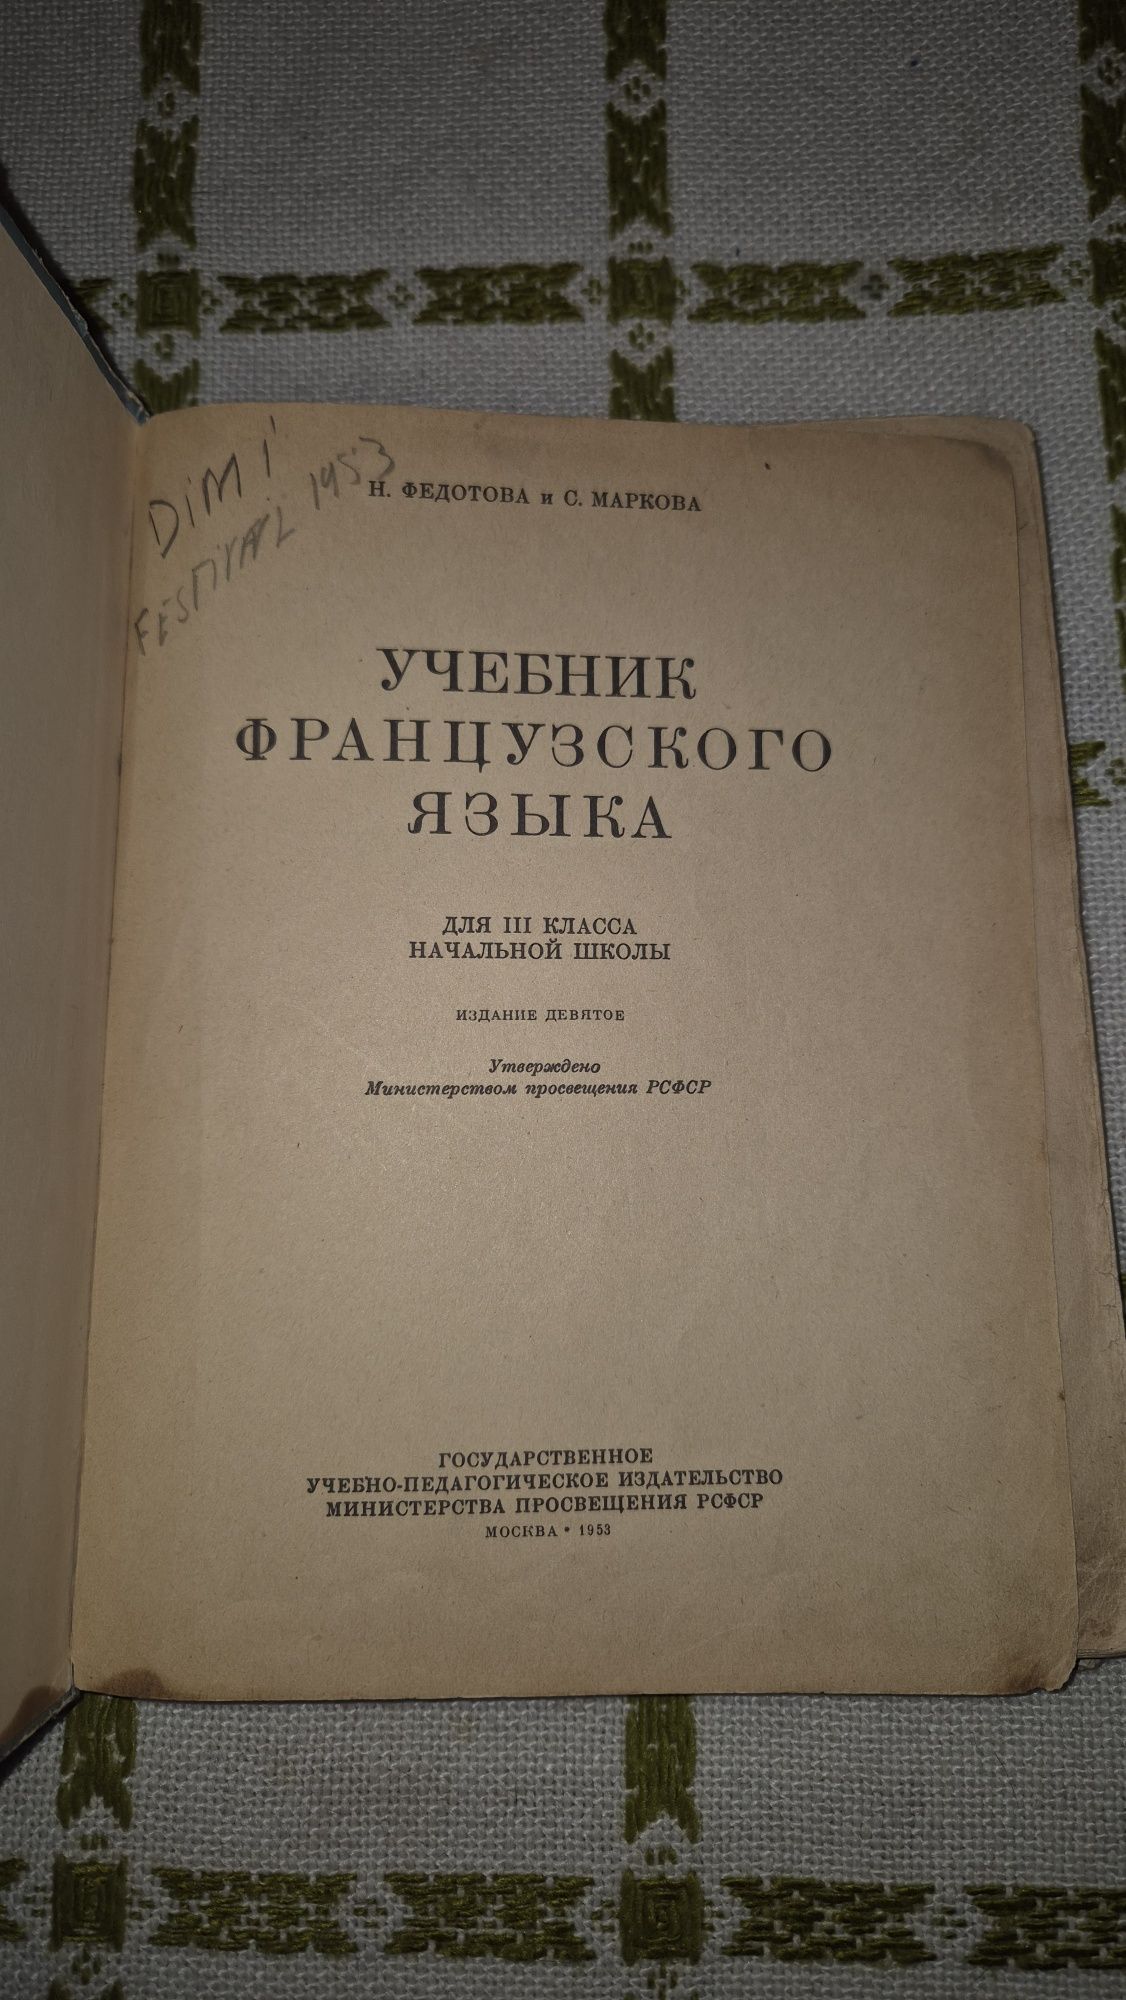 DIMI
FESTIVAL 1953
Н. ФЕДОТОВА и С. МАРКОВА
УЧЕБНИК
ФРАНЦУЗСКОГО
ЯЗЫКА
ДЛЯ III КЛАССА
НАЧАЛЬНОЙ ШКОЛЫ
ИЗДАНИЕ ДЕВЯТОЕ
Утверждено
Министерством просвещения РСФСР
ГОСУДАРСТВЕННОЕ
УЧЕБНО-ПЕДАГОГИЧЕСКОЕ ИЗДАТЕЛЬСТВО
МИНИСТЕРСТВА ПРОСВЕЩЕНИЯ РСФСР
МОСКВА • 1953